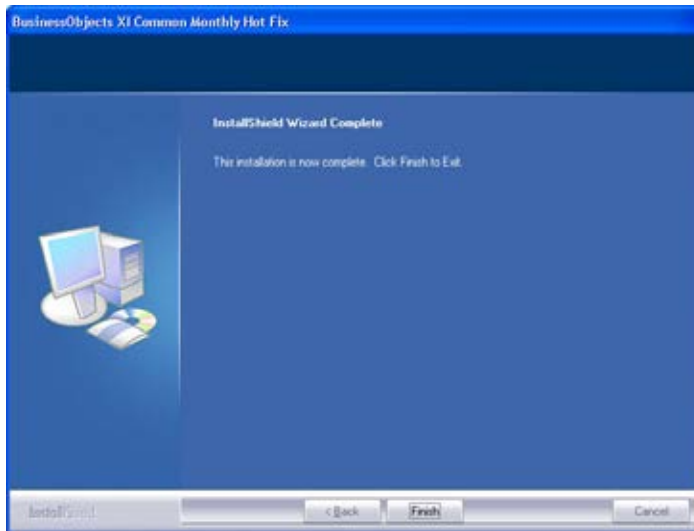 BusinessObjects XI Common Monthly Hot Fix
InstallShield Wizard Complete
This installation is now complete. Click Finish to Exit.
InstallShield
< Back
Finish
Cancel